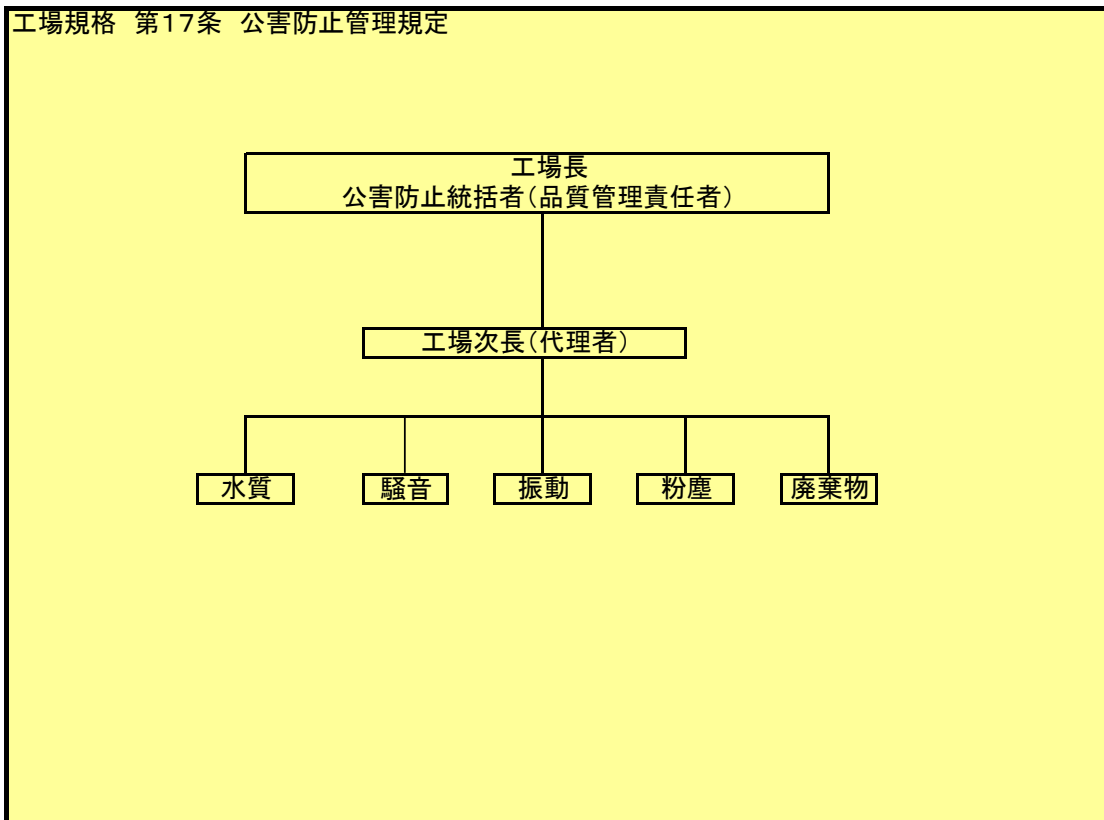 工場規格 第17条 公害防止管理規定
工場長
公害防止統括者(品質管理責任者)
工場次長(代理者)
水質 騒音 振動 粉塵 廃棄物